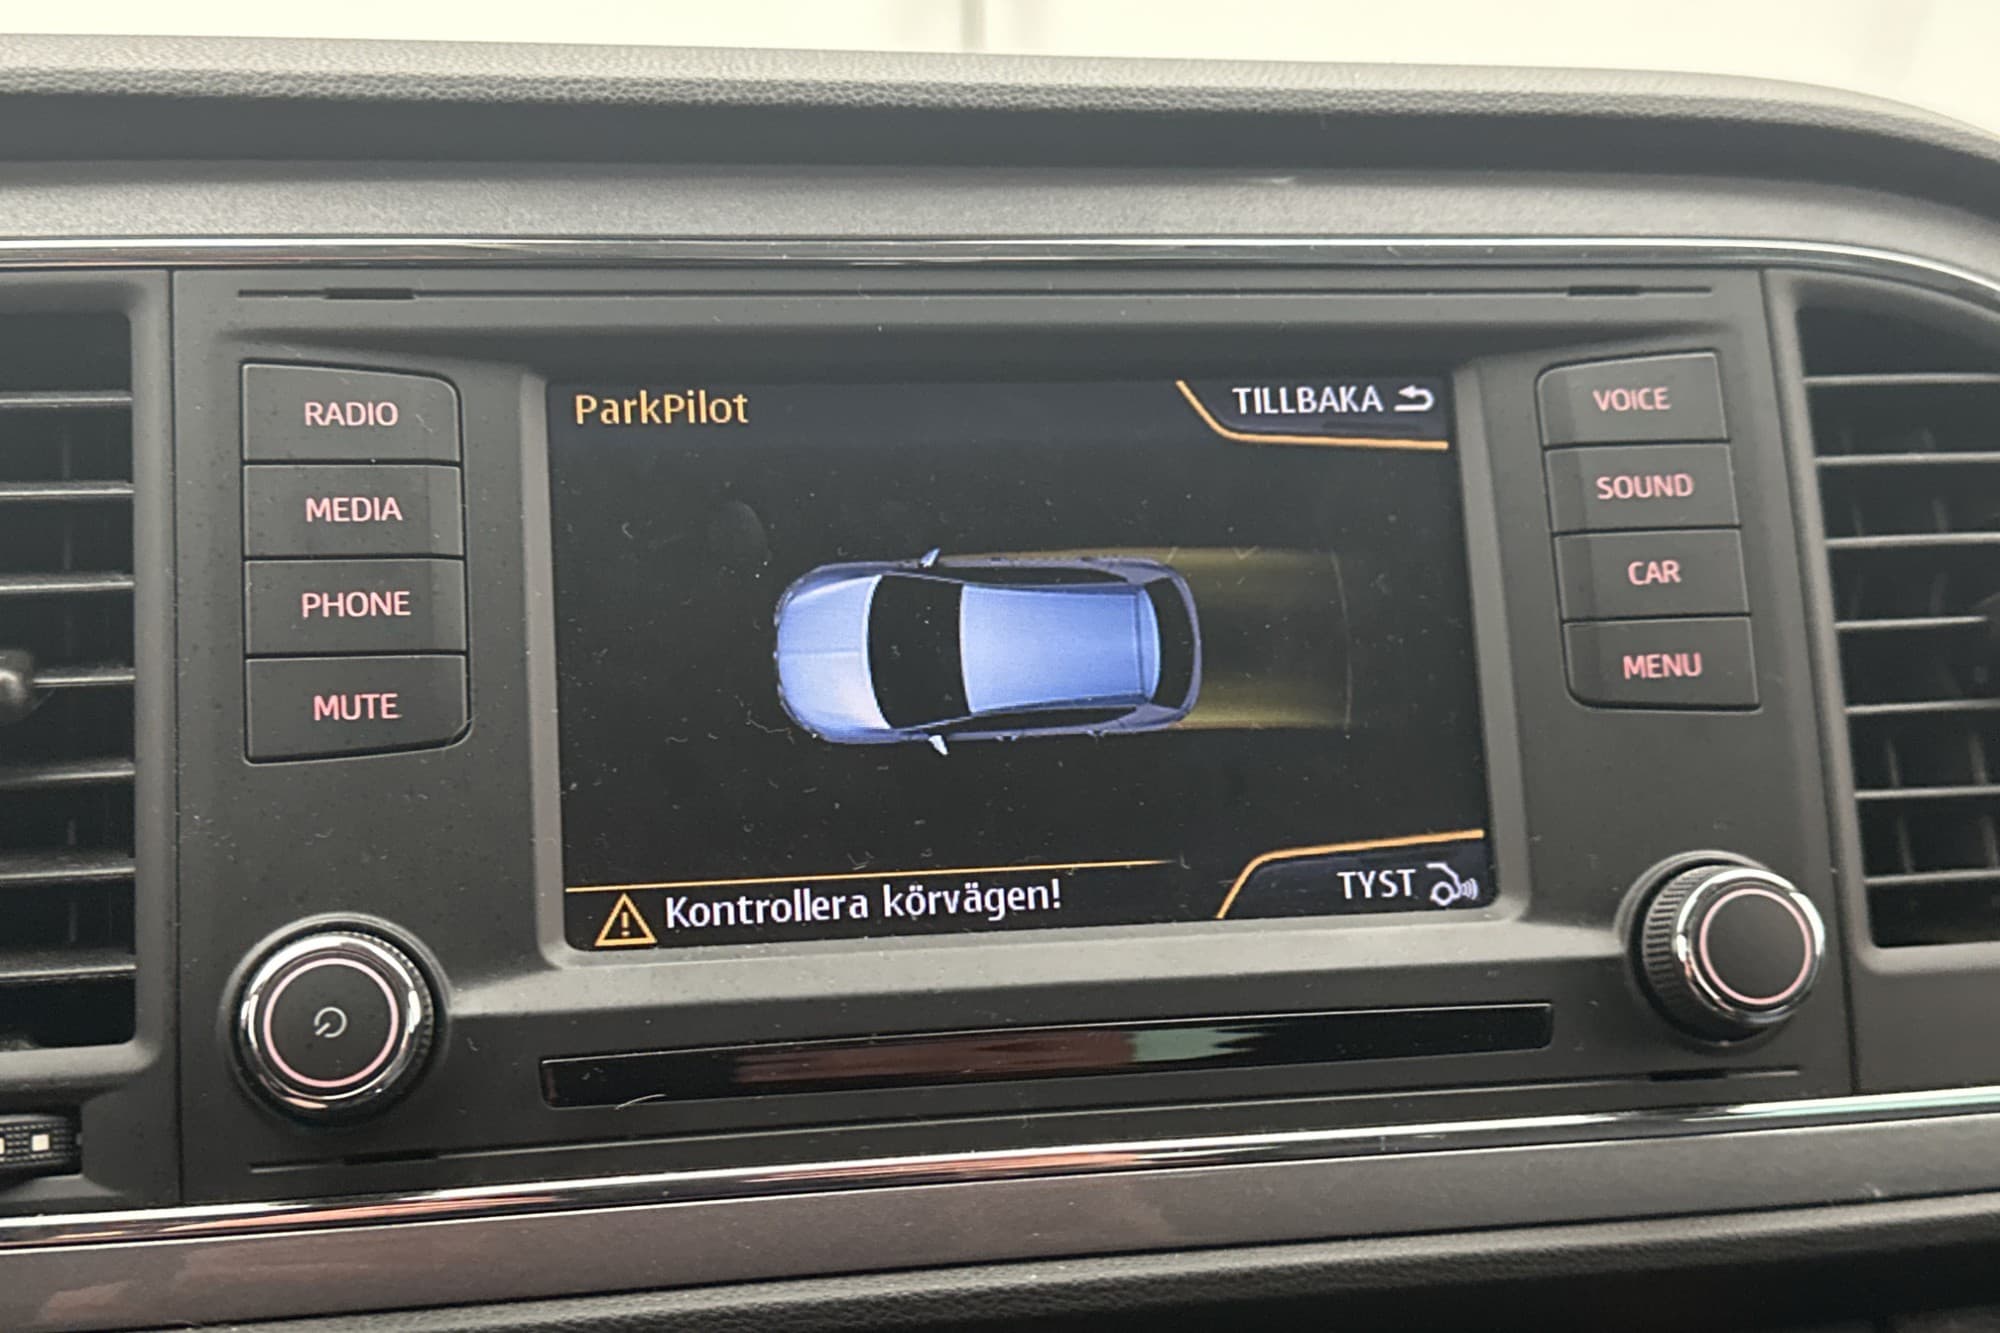 ParkPilot
TILLBAKA
RADIO
MEDIA
PHONE
MUTE
VOICE
SOUND
CAR
MENU
Kontrollera körvägen!
TYST